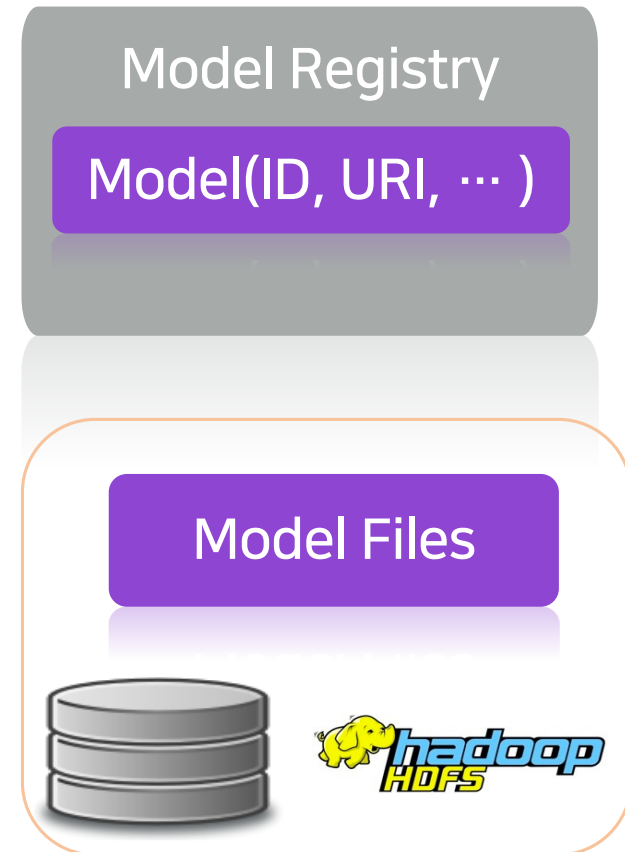 Model Registry
Model(ID, URI, ⋯ )
Model Files
hadoop
HDFS